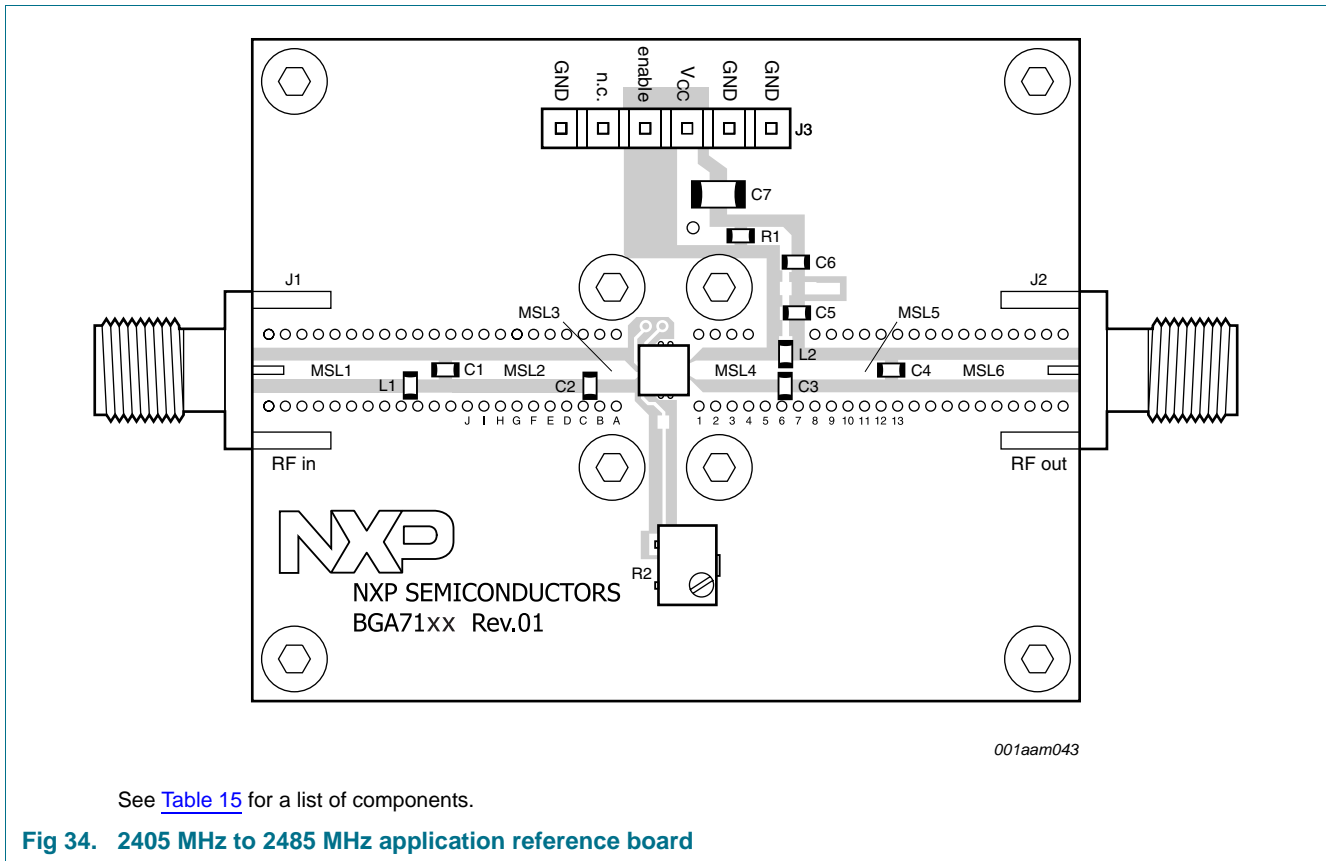 GND n.c. enable VCC GND GND
J3
C7
R1
C6
J1
J2
C5
MSL3
MSL5
L2
MSL1
C1
MSL2
MSL4
C4
MSL6
L1
C2
C3
J I H G F E D C B A
1 2 3 4 5 6 7 8 9 10 11 12 13
RF in
RF out
NXP
R2
NXP SEMICONDUCTORS
BGA71xx Rev.01
001aam043
See Table 15 for a list of components.
Fig 34. 2405 MHz to 2485 MHz application reference board